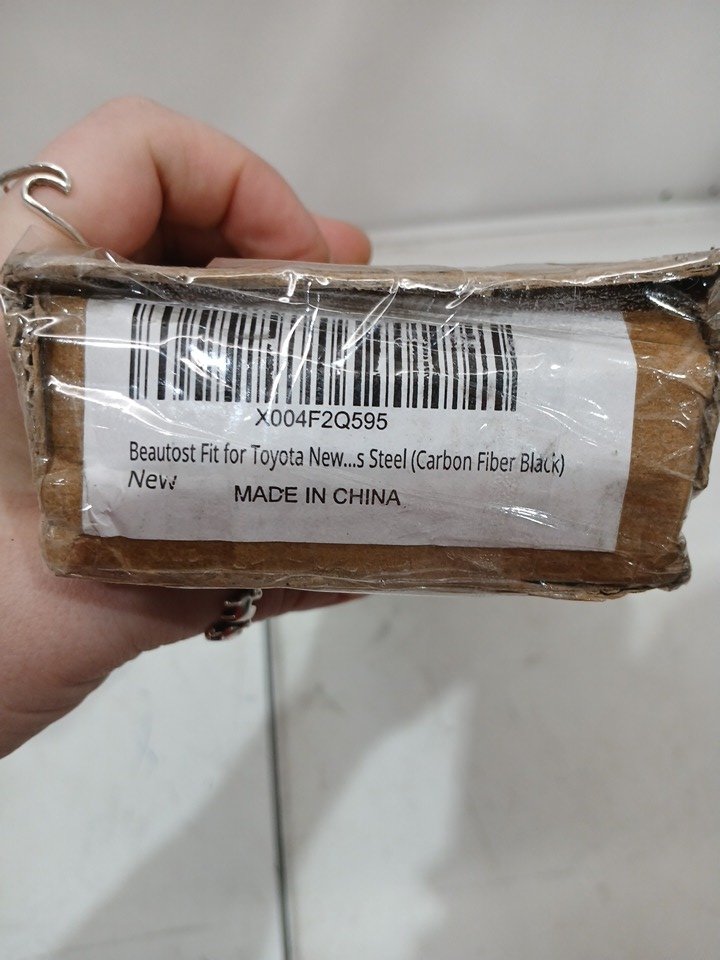 X004F2Q595
Beautost Fit for Toyota New...s Steel (Carbon Fiber Black)
New
MADE IN CHINA